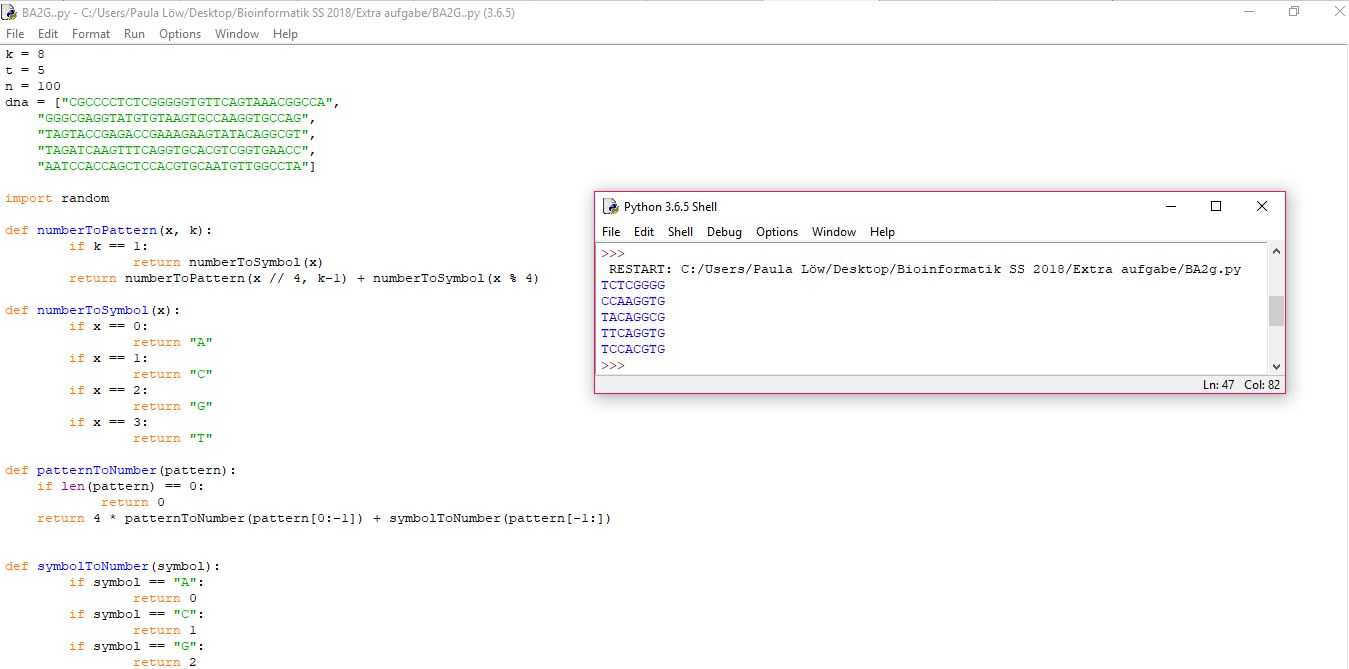 BA2G..py - C:/Users/Paula Löw/Desktop/Bioinformatik SS 2018/Extra aufgabe/BA2G..py (3.6.5)
File Edit Format Run Options Window Help
k = 8
t = 5
n = 100
dna = ["CGCCCCTCTCGGGGGTGTTCAGTAAACGGCCA",
    "GGGCGAGGTATGTGTAAGTGCCAAGGTGCCAG",
    "TAGTACCGAGACCGAAAGAAGTATACAGGCGT",
    "TAGATCAAGTTTCAGGTGCACGTCGGTGAACC",
    "AATCCACCAGCTCCACGTGCAATGTTGGCCTA"]
import random
def numberToPattern(x, k):
        if k == 1:
                return numberToSymbol(x)
        return numberToPattern(x // 4, k-1) + numberToSymbol(x % 4)
def numberToSymbol(x):
        if x == 0:
                return "A"
        if x == 1:
                return "C"
        if x == 2:
                return "G"
        if x == 3:
                return "T"
def patternToNumber(pattern):
    if len(pattern) == 0:
            return 0
    return 4 * patternToNumber(pattern[0:-1]) + symbolToNumber(pattern[-1:])
def symbolToNumber(symbol):
        if symbol == "A":
                return 0
        if symbol == "C":
                return 1
        if symbol == "G":
                return 2
Python 3.6.5 Shell
File Edit Shell Debug Options Window Help
>>>
 RESTART: C:/Users/Paula Löw/Desktop/Bioinformatik SS 2018/Extra aufgabe/BA2g.py
TCTCGGGG
CCAAGGTG
TACAGGCG
TTCAGGTG
TCCACGTG
>>>
Ln: 47 Col: 82